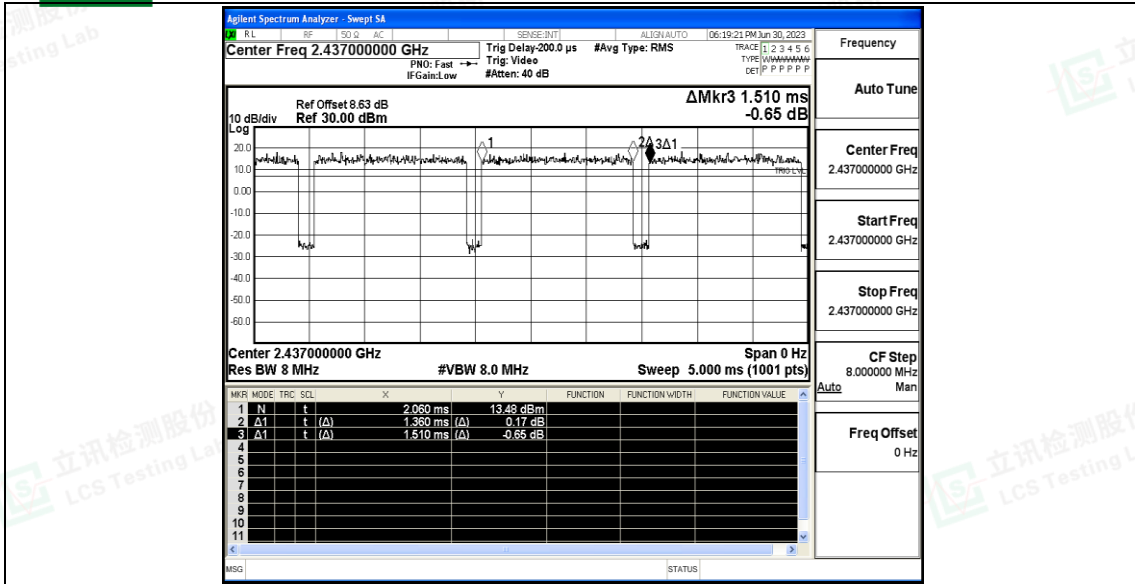 Agilent Spectrum Analyzer - Swept SA
RL RF 50 Ω AC SENSE:INT ALIGN AUTO 06:19:21 PM Jun 30, 2023
Center Freq 2.437000000 GHz
PNO: Fast
IFGain:Low
Trig Delay-200.0 µs
Trig: Video
#Atten: 40 dB
#Avg Type: RMS
TRACE 1 2 3 4 5 6
TYPE
DET P P P P P P
ΔMkr3 1.510 ms
-0.65 dB
Ref Offset 8.63 dB
10 dB/div Ref 30.00 dBm
Log
20.0
10.0
0.00
-10.0
-20.0
-30.0
-40.0
-50.0
-60.0
1
2Δ
3Δ1
TRIG LVL
Center 2.437000000 GHz Span 0 Hz
Res BW 8 MHz #VBW 8.0 MHz Sweep 5.000 ms (1001 pts)
MKR MODE TRC SCL X Y FUNCTION FUNCTION WIDTH FUNCTION VALUE
1 N t 2.060 ms 13.48 dBm
2 Δ1 t (Δ) 1.360 ms (Δ) 0.17 dB
3 Δ1 t (Δ) 1.510 ms (Δ) -0.65 dB
4
5
6
7
8
9
10
11
MSG STATUS
Frequency
Auto Tune
Center Freq
2.437000000 GHz
Start Freq
2.437000000 GHz
Stop Freq
2.437000000 GHz
CF Step
8.000000 MHz
Auto Man
Freq Offset
0 Hz
立讯检测股份
LCS Testing Lab
立讯检测股份
LCS Testing L